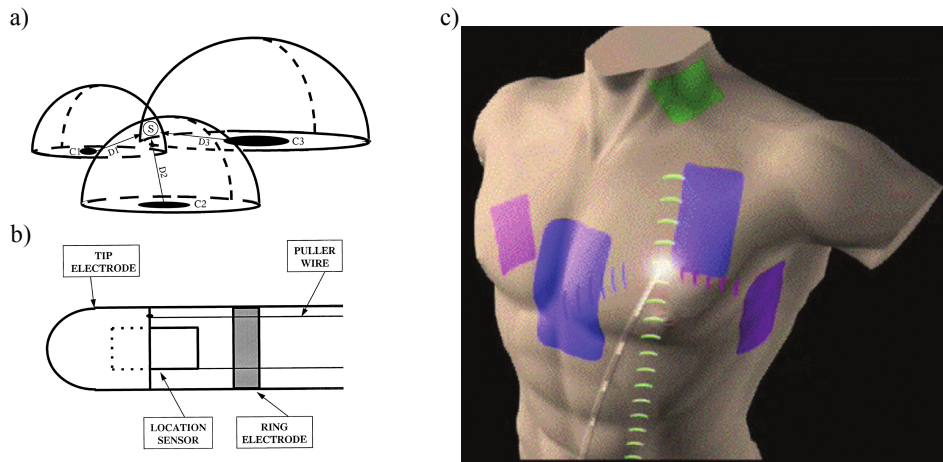 a)
S
C1
D1
D3
C3
D2
C2
b)
TIP
ELECTRODE
PULLER
WIRE
LOCATION
SENSOR
RING
ELECTRODE
c)